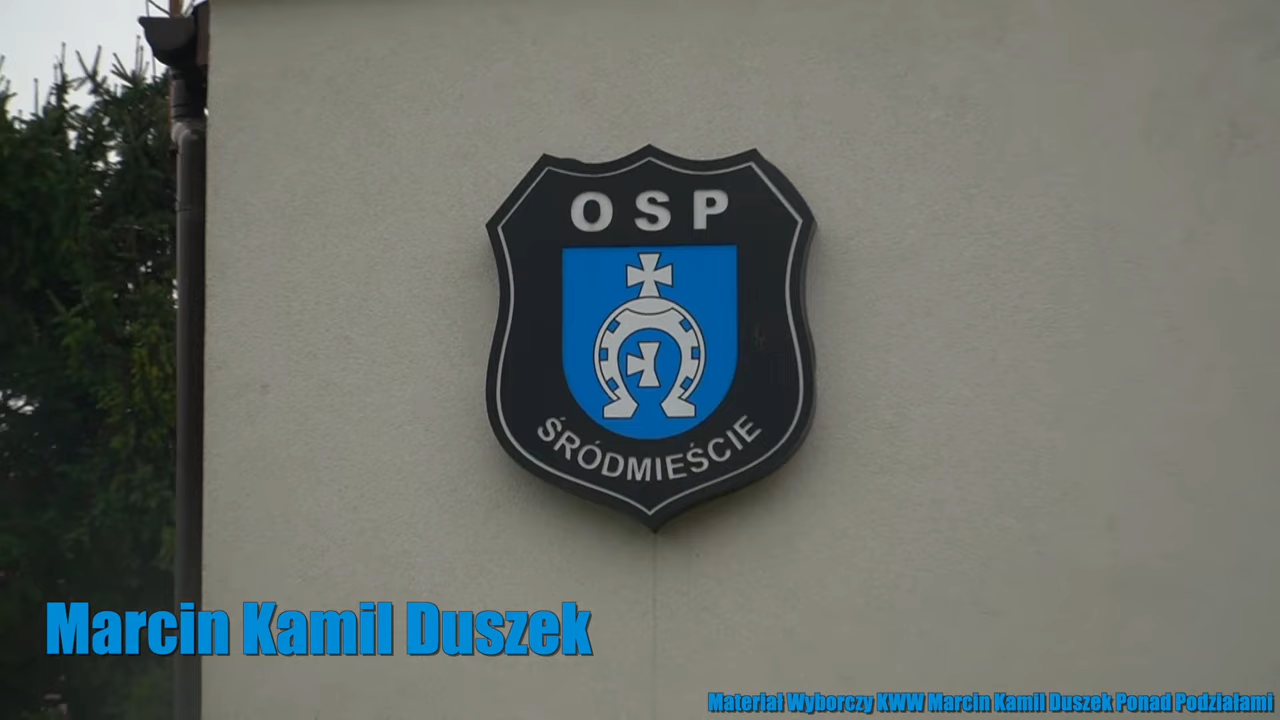 OSP
ŚRÓDMIEŚCIE
Marcin Kamil Duszek
Materiał Wyborczy KWW Marcin Kamil Duszek Ponad Podziałami